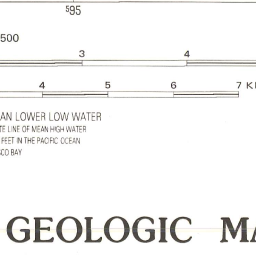 ⁵95
500
3 4
4 5 6 7 K
AN LOWER LOW WATER
TE LINE OF MEAN HIGH WATER
FEET IN THE PACIFIC OCEAN
SCO BAY
GEOLOGIC MA